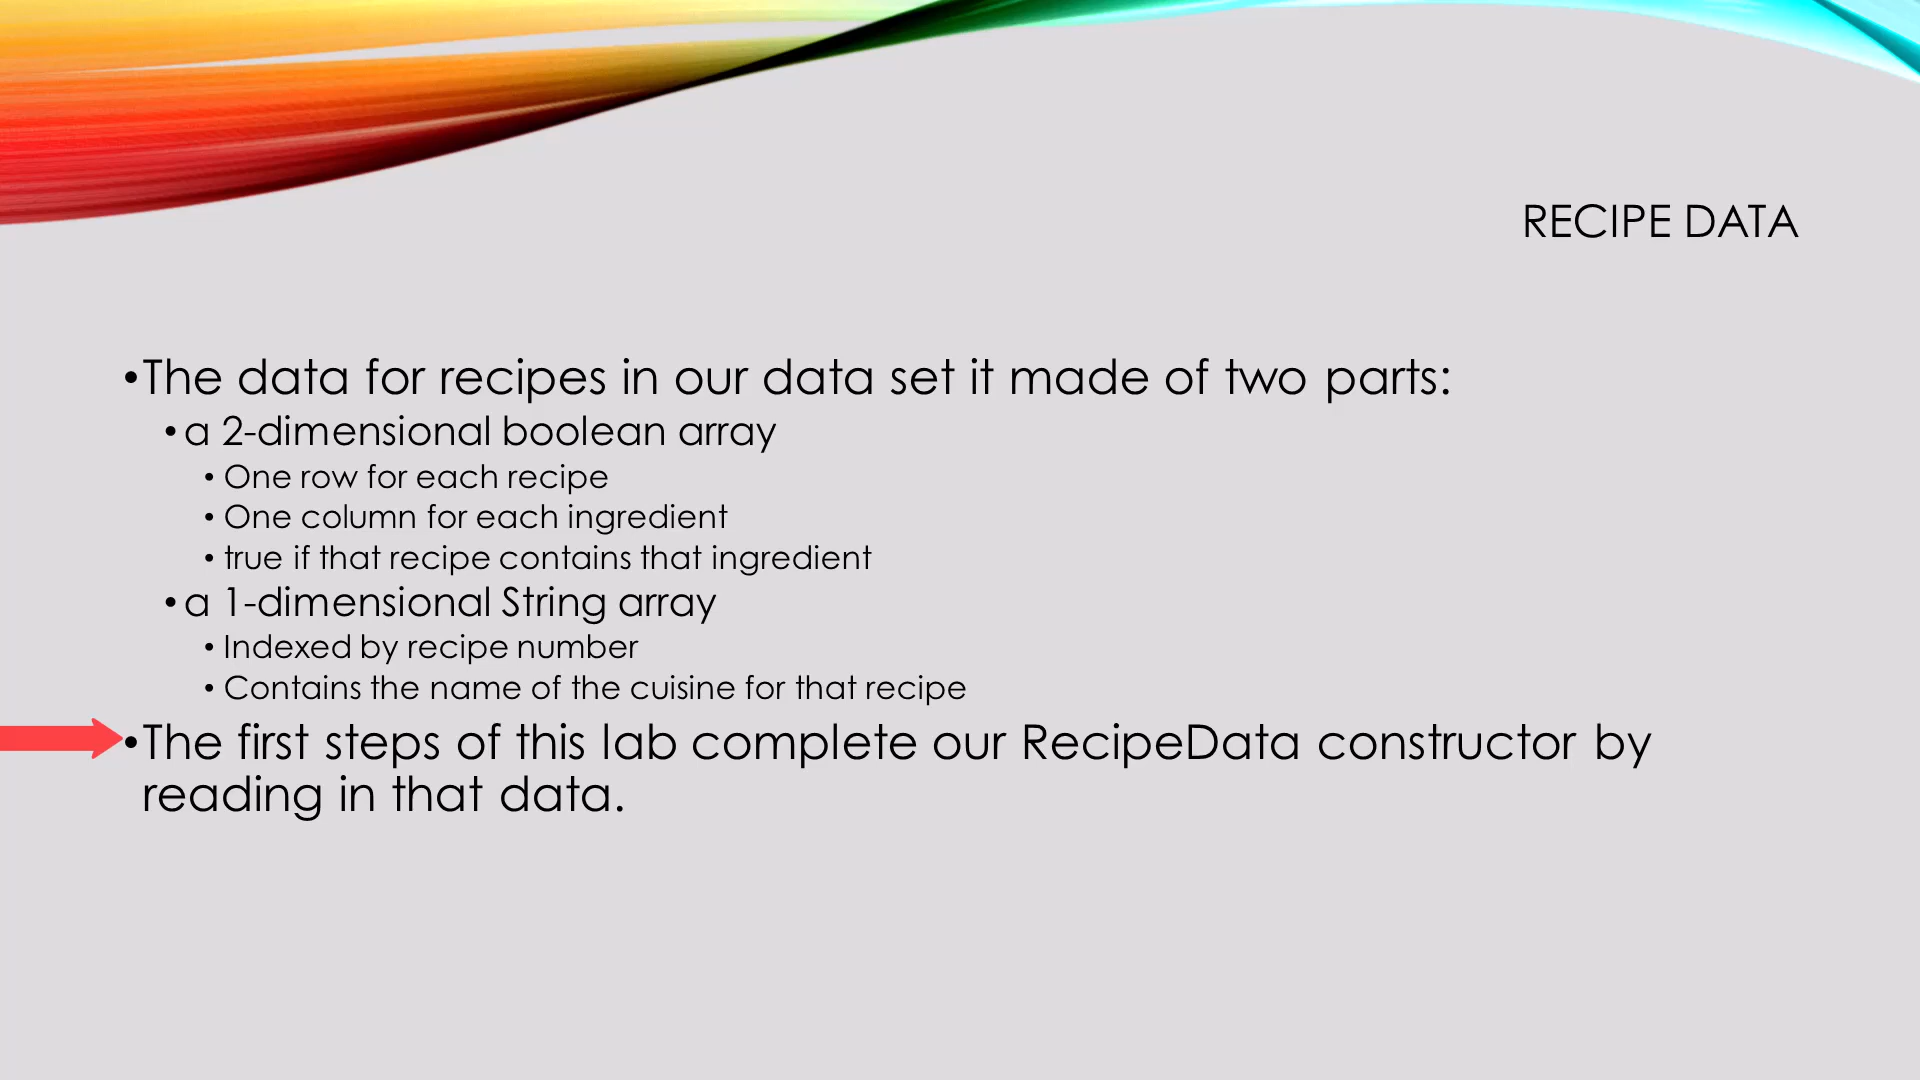 RECIPE DATA
•The data for recipes in our data set it made of two parts:
• a 2-dimensional boolean array
• One row for each recipe
• One column for each ingredient
• true if that recipe contains that ingredient
• a 1-dimensional String array
• Indexed by recipe number
• Contains the name of the cuisine for that recipe
•The first steps of this lab complete our RecipeData constructor by
reading in that data.